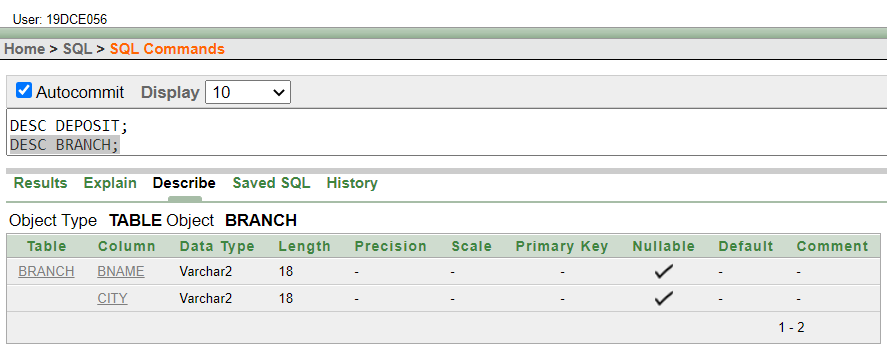 User: 19DCE056
Home > SQL > SQL Commands
Autocommit Display 10
DESC DEPOSIT;
DESC BRANCH;
Results Explain Describe Saved SQL History
Object Type TABLE Object BRANCH
Table Column Data Type Length Precision Scale Primary Key Nullable Default Comment
BRANCH BNAME Varchar2 18 - - - - -
CITY Varchar2 18 - - - - -
1 - 2